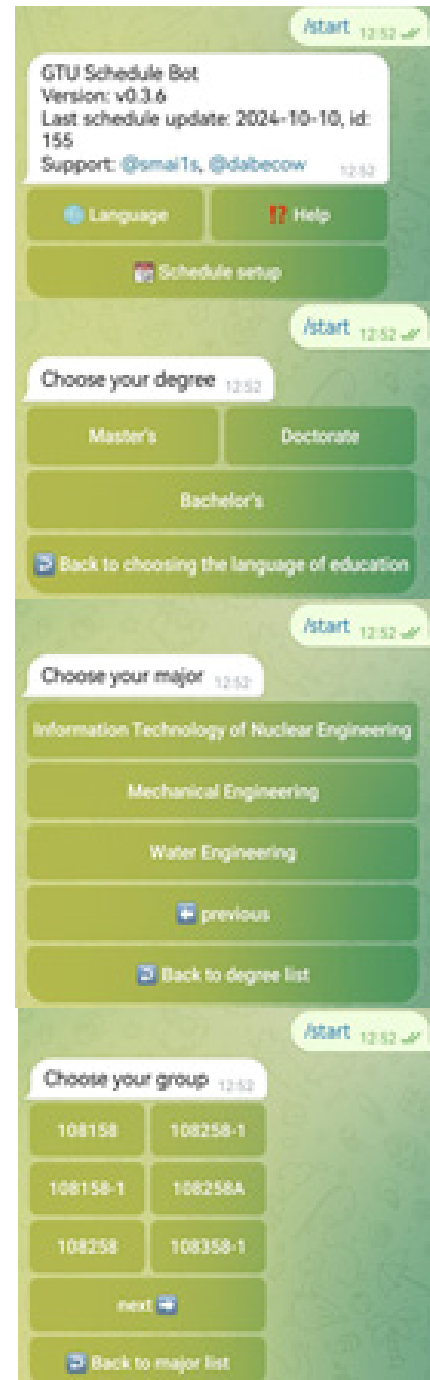 /start 12:52
GTU Schedule Bot
Version: v0.3.6
Last schedule update: 2024-10-10, id:
155
Support: @smai1s, @dabecow 12:52
Language
Help
Schedule setup
/start 12:52
Choose your degree 12:52
Master's
Doctorate
Bachelor's
Back to choosing the language of education
/start 12:52
Choose your major 12:52
Information Technology of Nuclear Engineering
Mechanical Engineering
Water Engineering
previous
Back to degree list
/start 12:52
Choose your group 12:52
108158
108258-1
108158-1
108258A
108258
108358-1
next
Back to major list